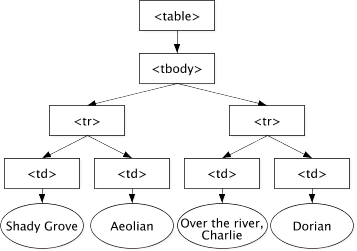 <table>
<tbody>
<tr> <tr>
<td> <td> <td> <td>
Shady Grove Aeolian Over the river, Charlie Dorian